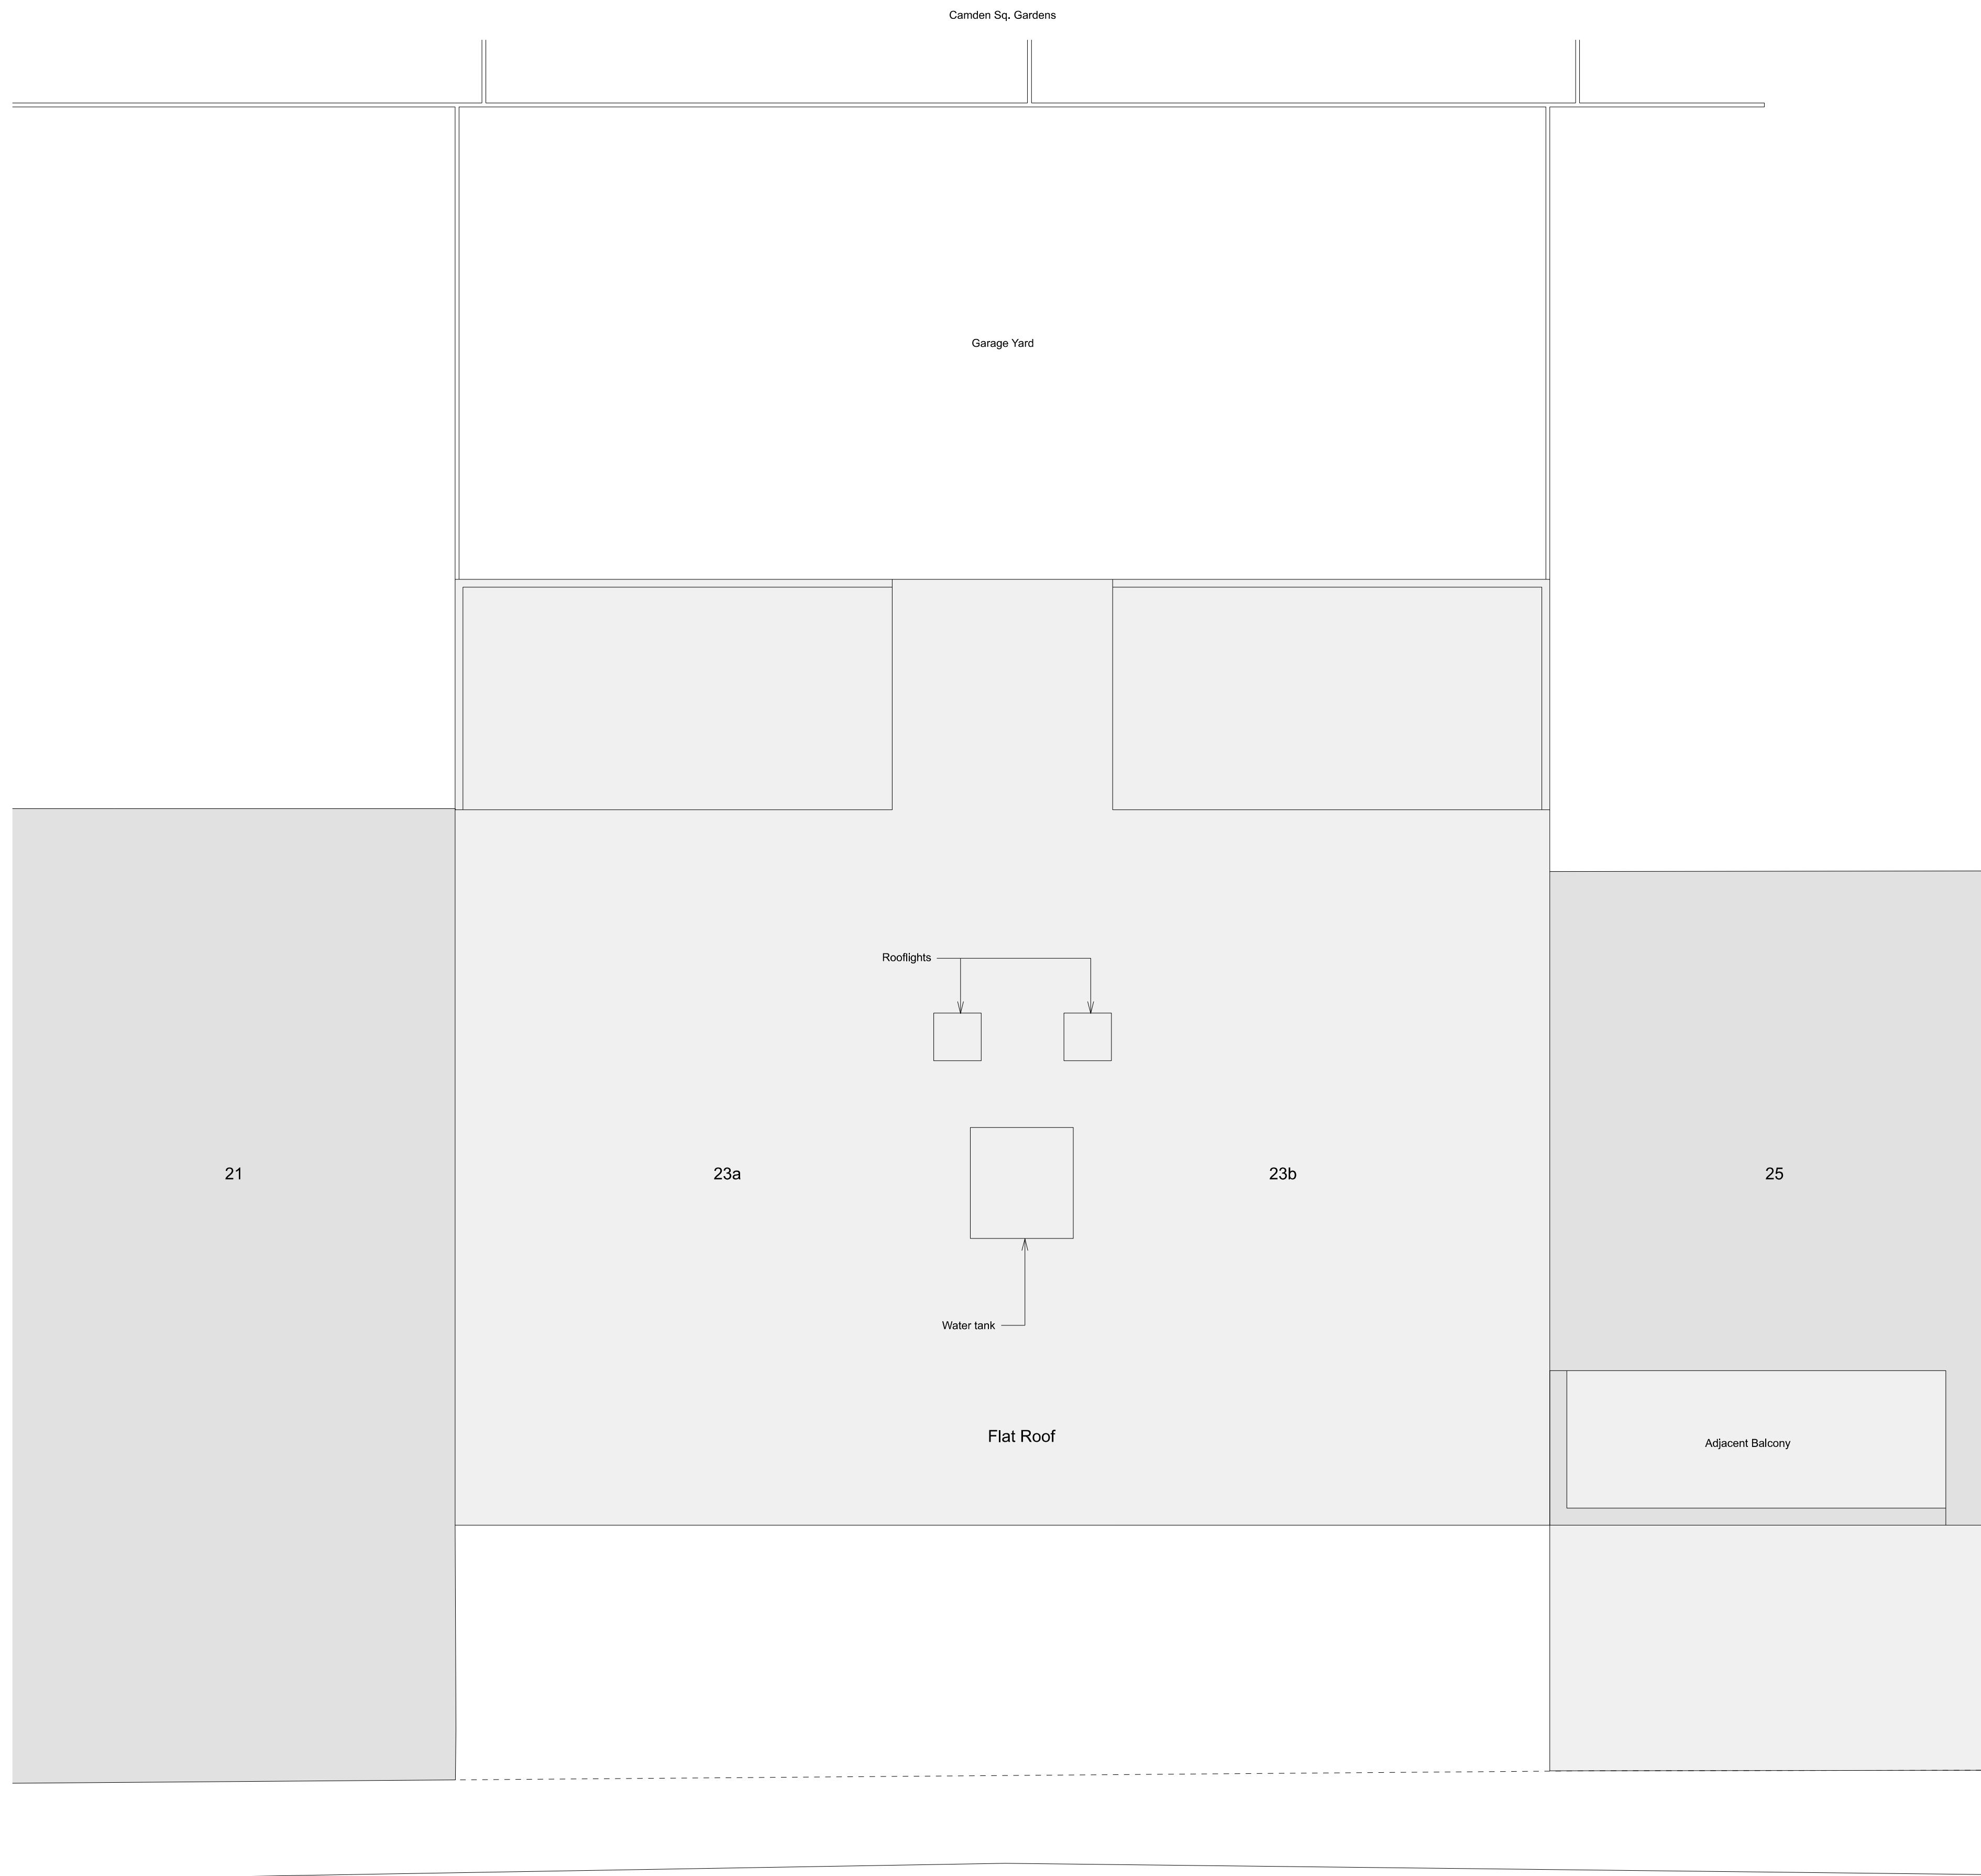 Camden Sq. Gardens
Garage Yard
Rooflights
21
23a
23b
25
Water tank
Flat Roof
Adjacent Balcony